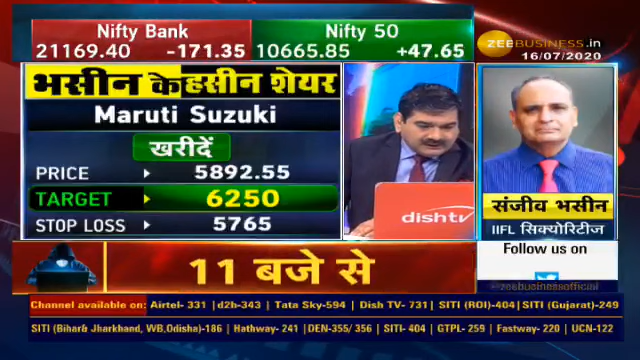 Nifty Bank
21169.40 -171.35
Nifty 50
10665.85 +47.65
ZEEBUSINESS.in
16/07/2020
भसीन के हसीन शेयर
Maruti Suzuki
खरीदें
PRICE 5892.55
TARGET 6250
STOP LOSS 5765
dishtv
संजीव भसीन
IIFL सिक्योरिटीज
11 बजे से
Follow us on
@zeebusinessofficial
Channel available on: Airtel- 331 |d2h-343 | Tata Sky-594 | Dish TV- 731| SITI (ROI)-404|SITI (Gujarat)-249
SITI (Bihar& Jharkhand, WB,Odisha)-186 | Hathway- 241 |DEN-355/ 356 | SITI- 404 | GTPL- 259 | Fastway- 220 | UCN-122